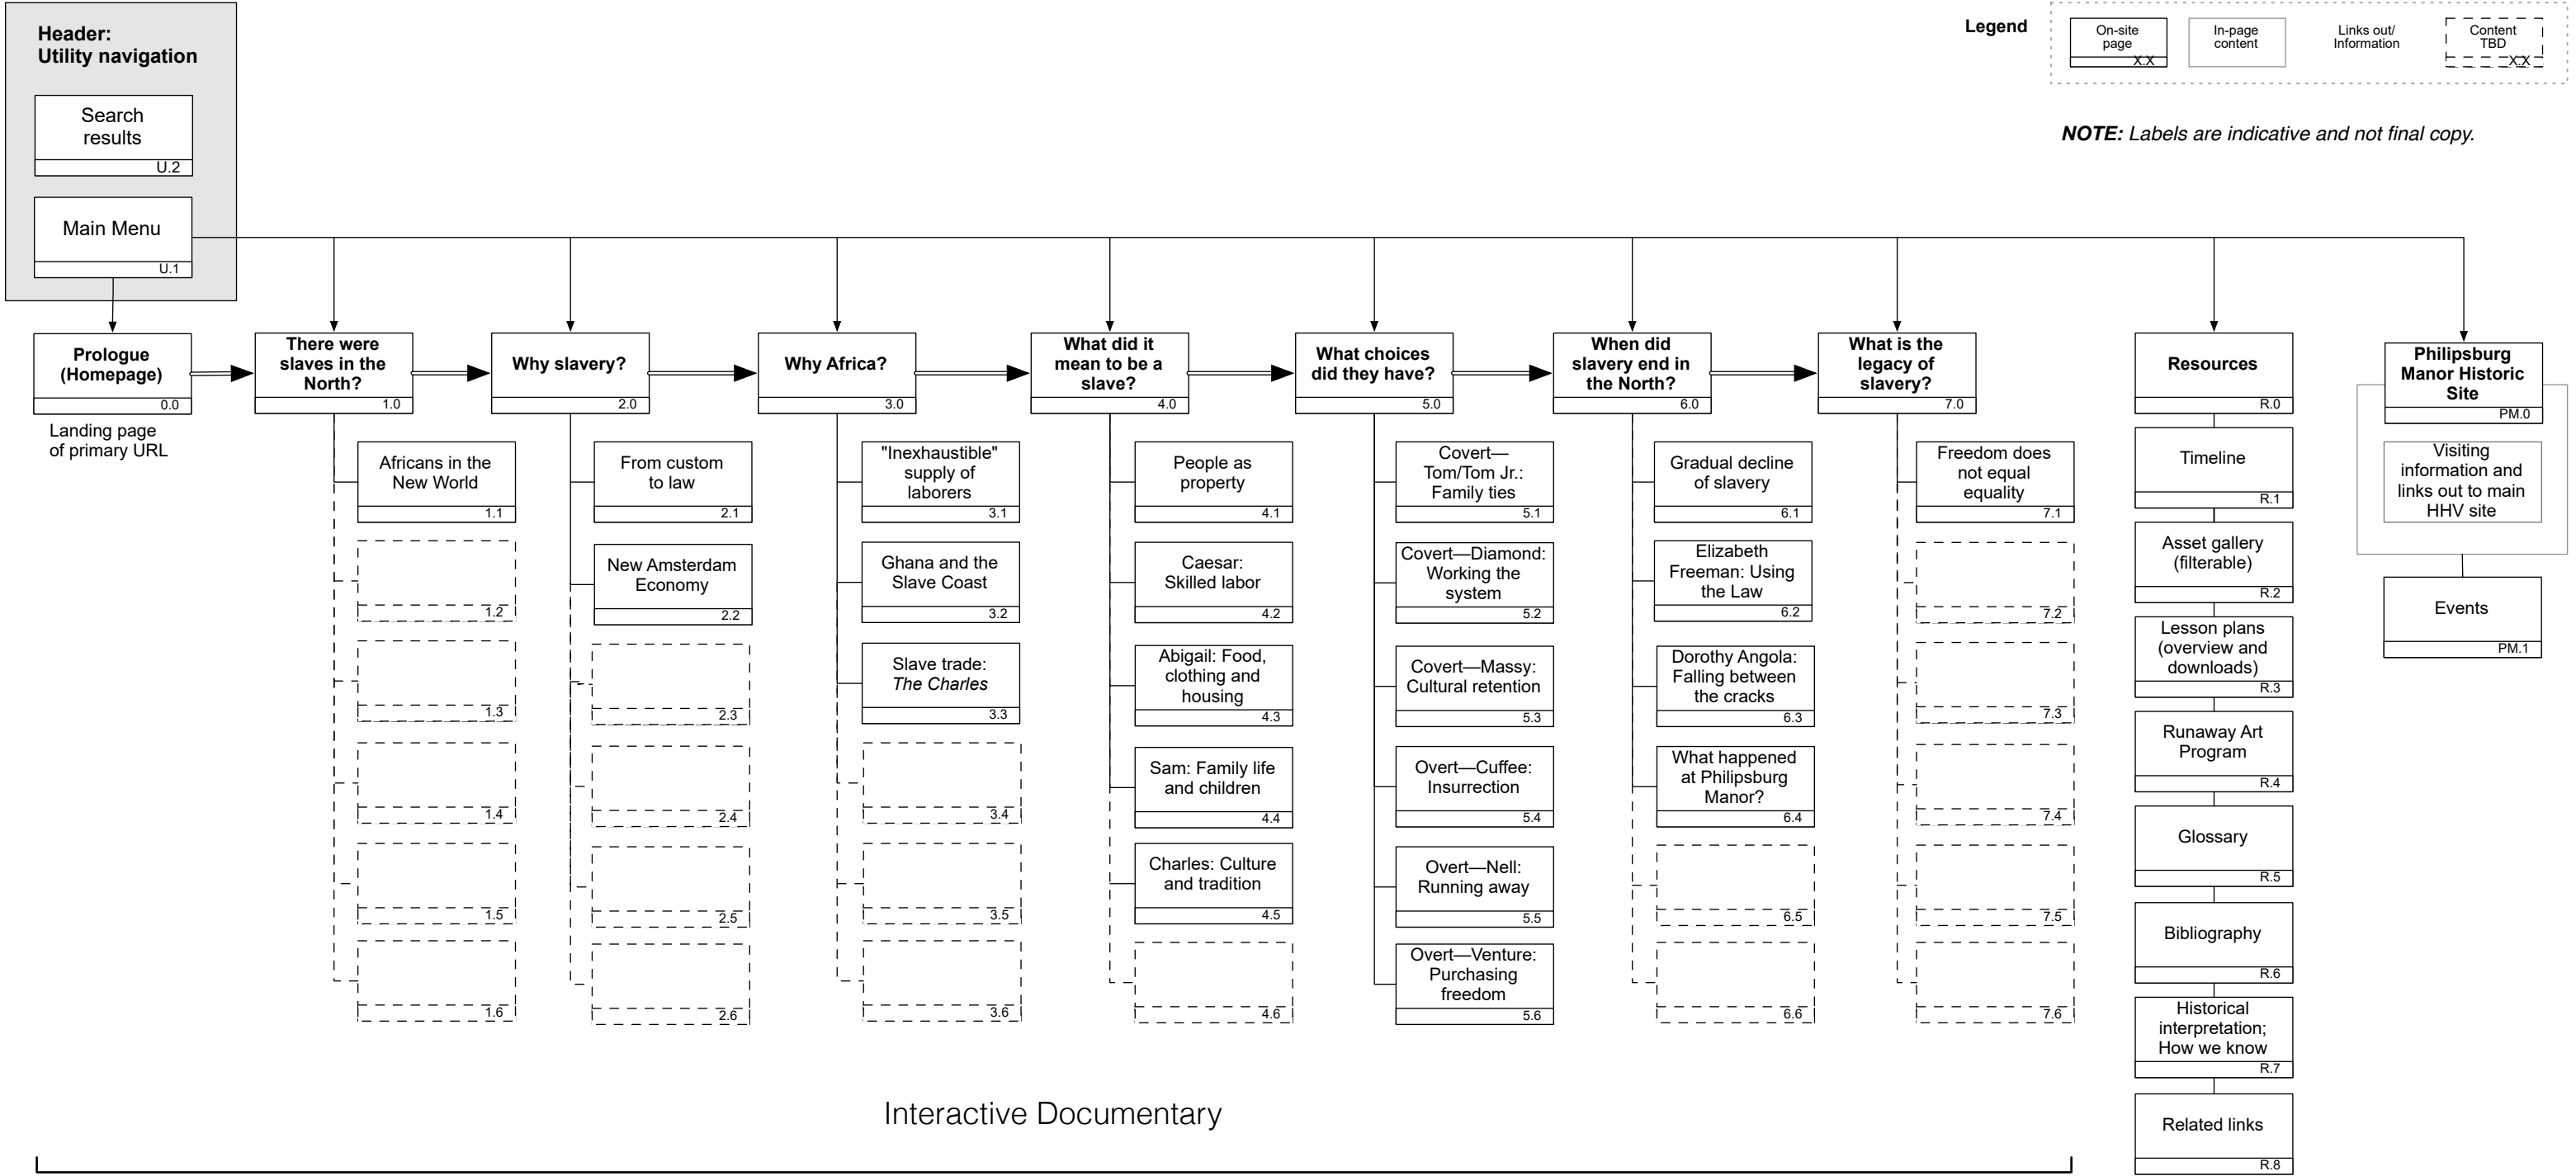 Header:
Utility navigation
Search
results
U.2
Main Menu
U.1
Legend
On-site
page
X.X
In-page
content
Links out/
Information
Content
TBD
X.X
NOTE: Labels are indicative and not final copy.
Prologue
(Homepage)
0.0
Landing page
of primary URL
There were
slaves in the
North?
1.0
Africans in the
New World
1.1
1.2
1.3
1.4
1.5
1.6
Why slavery?
2.0
From custom
to law
2.1
New Amsterdam
Economy
2.2
2.3
2.4
2.5
2.6
Why Africa?
3.0
"Inexhaustible"
supply of
laborers
3.1
Ghana and the
Slave Coast
3.2
Slave trade:
The Charles
3.3
3.4
3.5
3.6
What did it
mean to be a
slave?
4.0
People as
property
4.1
Caesar:
Skilled labor
4.2
Abigail: Food,
clothing and
housing
4.3
Sam: Family life
and children
4.4
Charles: Culture
and tradition
4.5
4.6
What choices
did they have?
5.0
Covert—
Tom/Tom Jr.:
Family ties
5.1
Covert—Diamond:
Working the
system
5.2
Covert—Massy:
Cultural retention
5.3
Overt—Cuffee:
Insurrection
5.4
Overt—Nell:
Running away
5.5
Overt—Venture:
Purchasing
freedom
5.6
When did
slavery end in
the North?
6.0
Gradual decline
of slavery
6.1
Elizabeth
Freeman: Using
the Law
6.2
Dorothy Angola:
Falling between
the cracks
6.3
What happened
at Philipsburg
Manor?
6.4
6.5
6.6
What is the
legacy of
slavery?
7.0
Freedom does
not equal
equality
7.1
7.2
7.3
7.4
7.5
7.6
Resources
R.0
Timeline
R.1
Asset gallery
(filterable)
R.2
Lesson plans
(overview and
downloads)
R.3
Runaway Art
Program
R.4
Glossary
R.5
Bibliography
R.6
Historical
interpretation;
How we know
R.7
Related links
R.8
Philipsburg
Manor Historic
Site
PM.0
Visiting
information and
links out to main
HHV site
Events
PM.1
Interactive Documentary